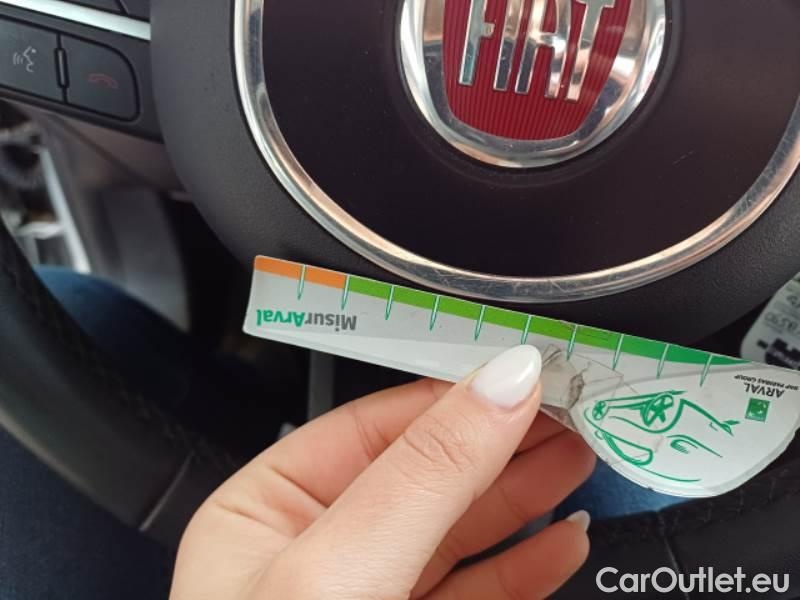 FIAT
MisurArval
ARVAL
BNP PARIBAS GROUP
CarOutlet.eu